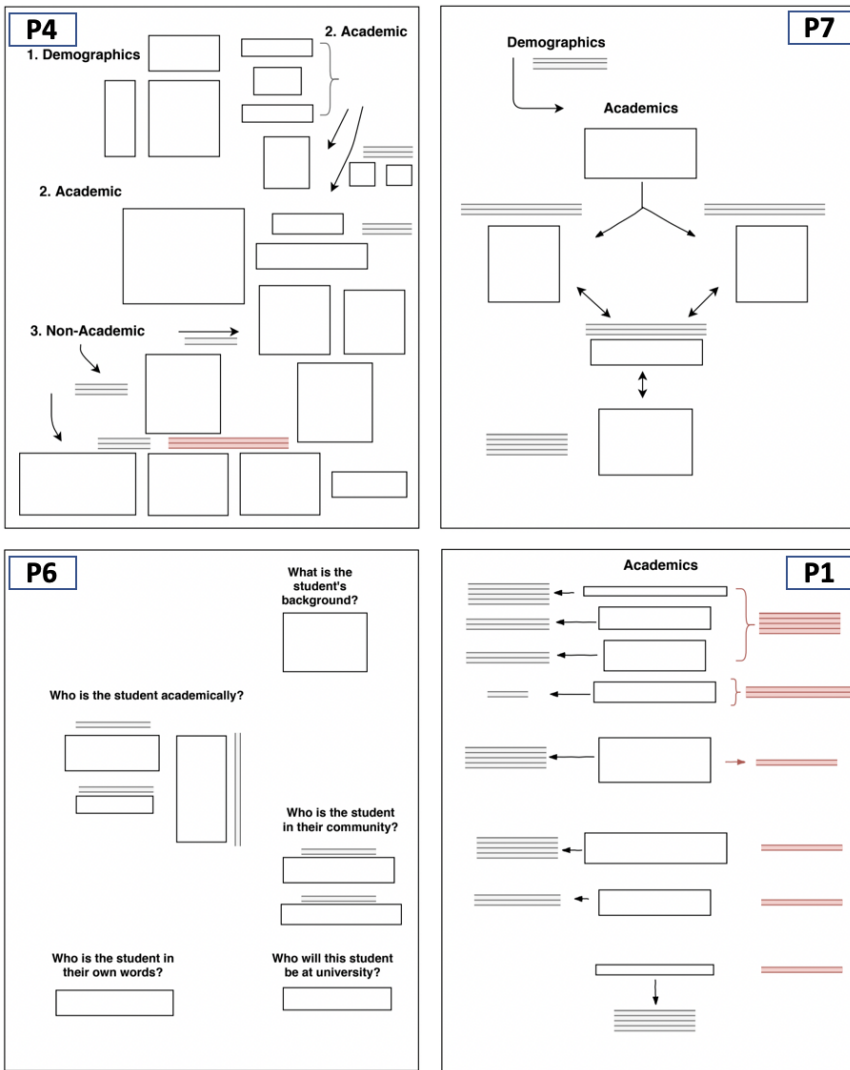 P4
1. Demographics
2. Academic
2. Academic
3. Non-Academic
P7
Demographics
Academics
P6
What is the
student's
background?
Who is the student academically?
Who is the student
in their community?
Who is the student in
their own words?
Who will this student
be at university?
P1
Academics